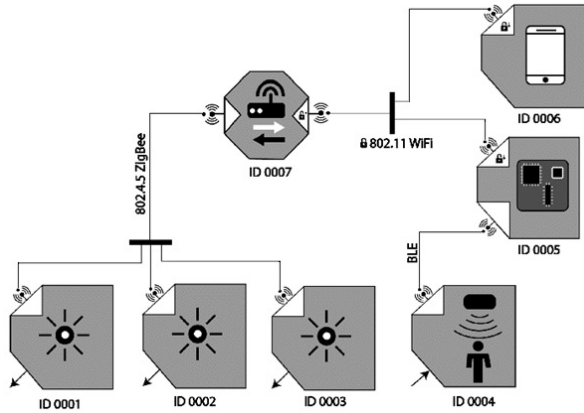 ID 0006
ID 0007
802.11 WiFi
802.4.5 ZigBee
ID 0005
BLE
ID 0001
ID 0002
ID 0003
ID 0004